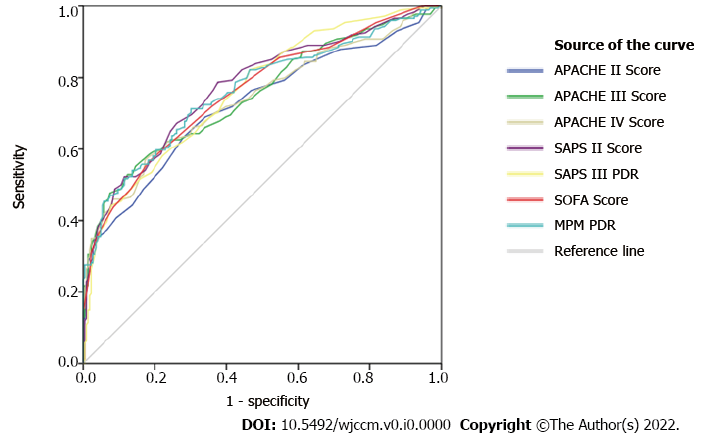 1.0
0.8
0.6
0.4
0.2
0.0
Sensitivity
0.0 0.2 0.4 0.6 0.8 1.0
1 - specificity
Source of the curve
APACHE II Score
APACHE III Score
APACHE IV Score
SAPS II Score
SAPS III PDR
SOFA Score
MPM PDR
Reference line
DOI: 10.5492/wjccm.v0.i0.0000 Copyright ©The Author(s) 2022.